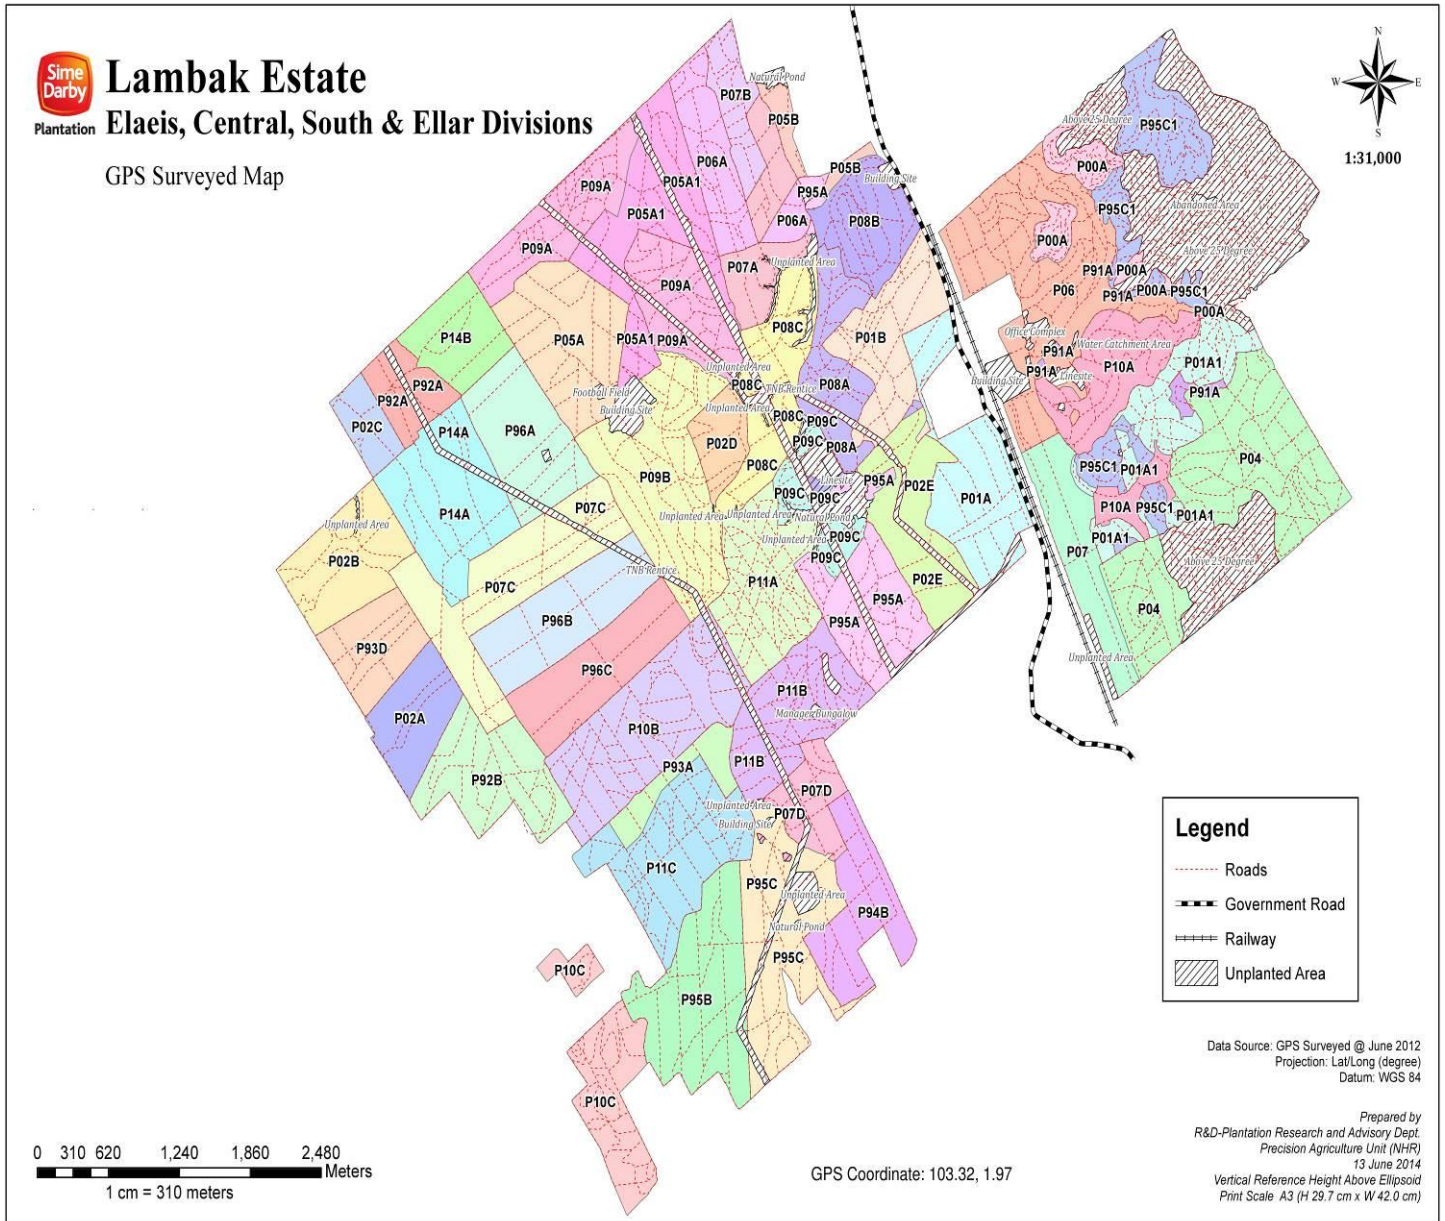 Sime
Darby
Plantation
Lambak Estate
Elaeis, Central, South & Ellar Divisions
GPS Surveyed Map
N
W
E
S
1:31,000
P07B
Natural Pond
P05B
P06A
P05A1
P09A
P05A1
P09A
P95A
P05B
Building Site
P06A
P08B
P07A
Unplanted Area
P09A
P08C
P14B
P05A
P05A1
P09A
P01B
P92A
P92A
Unplanted Area
P08C
TNB Rentice
P08A
Football Field
Building Site
Unplanted Area
P02C
P14A
P96A
P02D
P08C
P09C
P09C
P08A
P09B
P08C
Linesite
P95A
P02E
P01A
P14A
P07C
P09C
P09C
Unplanted Area
Unplanted Area
Unplanted Area
Natural Pond
Unplanted Area
P09C
P09C
P02B
TNB Rentice
P07C
P11A
P02E
P95A
P95A
P96B
P93D
P96C
P02A
P11B
Manager Bungalow
P10B
P92B
P93A
P11B
P07D
Unplanted Area
P07D
Building Site
P11C
P95C
Unplanted Area
P94B
Natural Pond
P95C
P10C
P95B
P10C
Above 25 Degree
P95C1
P00A
P95C1
Abandoned Area
P00A
Above 25 Degree
P91A
P00A
P06
P91A
P00A
P95C1
P00A
Office Complex
Water Catchment Area
P91A
P91A
Linesite
P10A
P01A1
Building Site
P91A
P95C1
P01A1
P04
P10A
P95C1
P01A1
P01A1
P07
Above 25 Degree
P04
Unplanted Area
Legend
Roads
Government Road
Railway
Unplanted Area
Data Source: GPS Surveyed @ June 2012
Projection: Lat/Long (degree)
Datum: WGS 84
Prepared by
R&D-Plantation Research and Advisory Dept.
Precision Agriculture Unit (NHR)
13 June 2014
Vertical Reference Height Above Ellipsoid
Print Scale A3 (H 29.7 cm x W 42.0 cm)
0 310 620 1,240 1,860 2,480
Meters
1 cm = 310 meters
GPS Coordinate: 103.32, 1.97